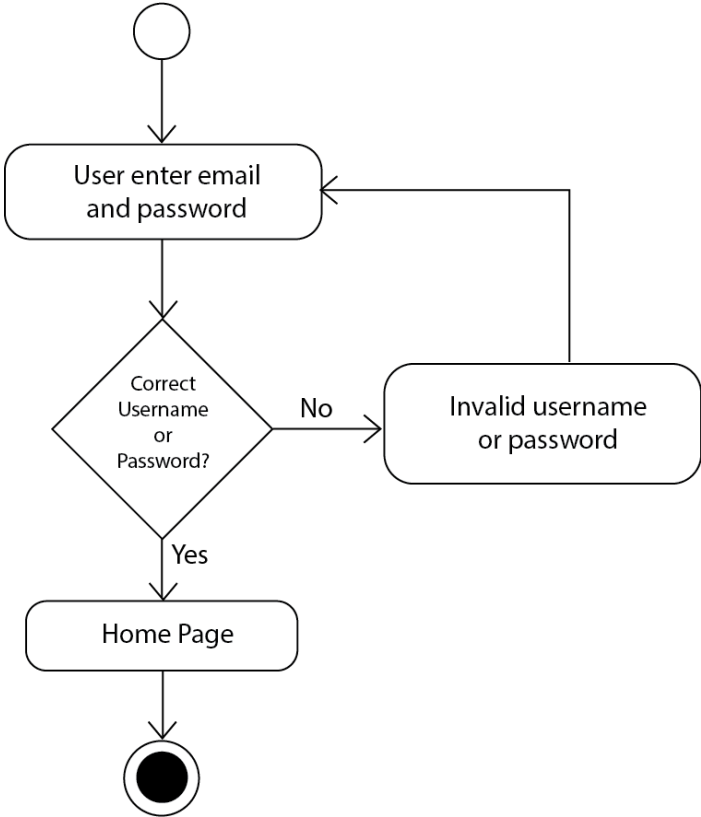 User enter email
and password
Correct
Username
or
Password?
No
Invalid username
or password
Yes
Home Page